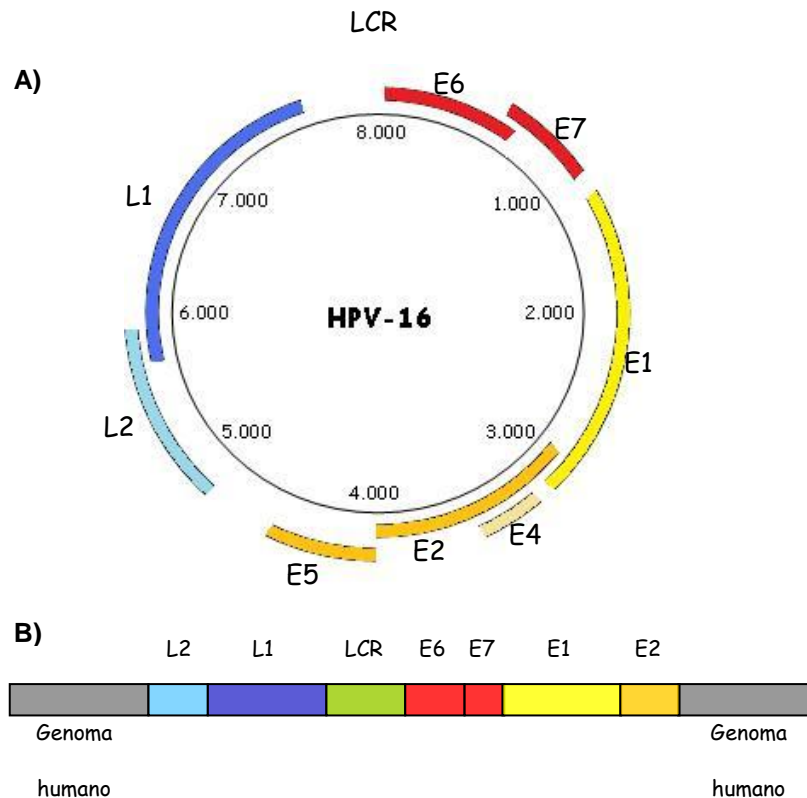 LCR
A)
E6
E7
8.000
L1
7.000
1.000
6.000
HPV-16
2.000
E1
L2
5.000
3.000
4.000
E4
E2
E5
B)
L2 L1 LCR E6 E7 E1 E2
Genoma Genoma
humano humano